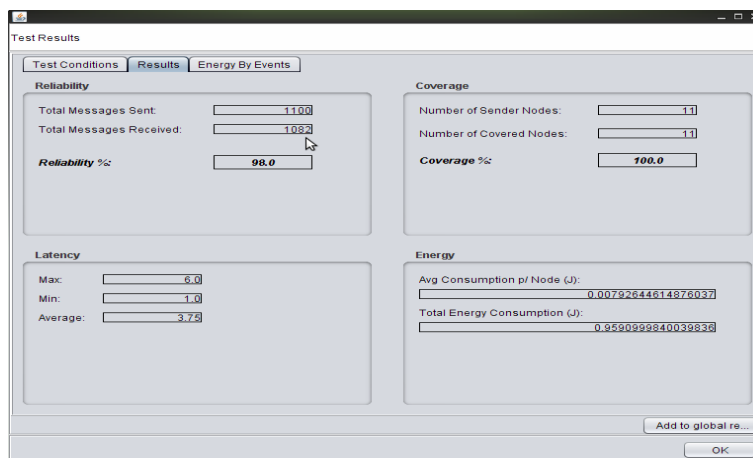 Test Results
Test Conditions Results Energy By Events
Reliability
Total Messages Sent: 1100
Total Messages Received: 1082
Reliability %: 98.0
Coverage
Number of Sender Nodes: 11
Number of Covered Nodes: 11
Coverage %: 100.0
Latency
Max: 6.0
Min: 1.0
Average: 3.75
Energy
Avg Consumption p/ Node (J):
0.00792644614876037
Total Energy Consumption (J):
0.9590999840039836
Add to global re...
OK